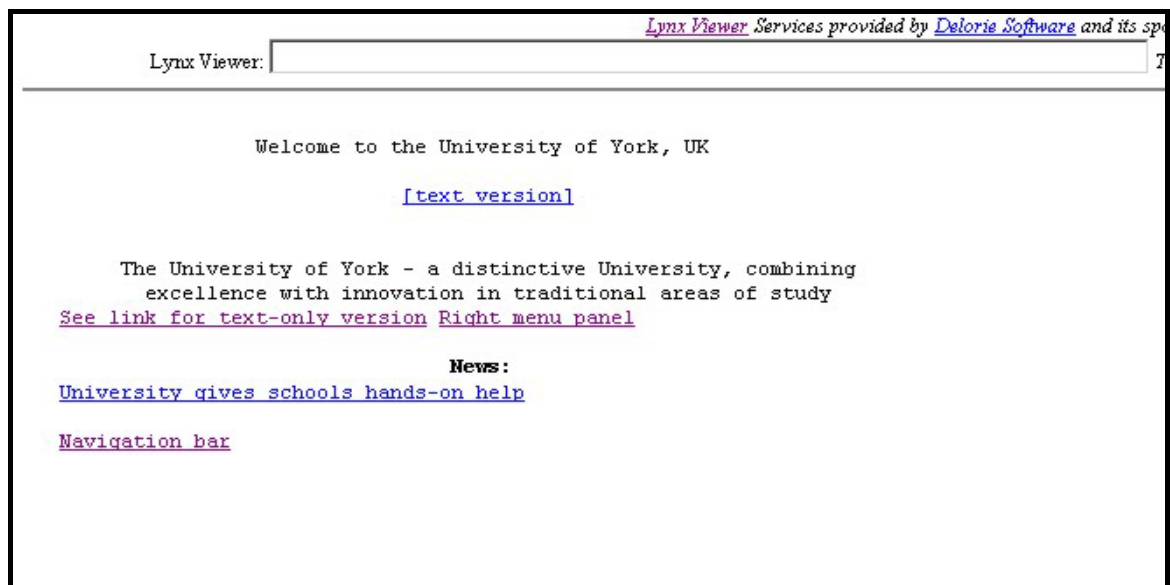 Lynx Viewer Services provided by Delorie Software and its
Lynx Viewer:
Welcome to the University of York, UK
[text version]
The University of York - a distinctive University, combining
excellence with innovation in traditional areas of study
See link for text-only version Right menu panel
News:
University gives schools hands-on help
Navigation bar